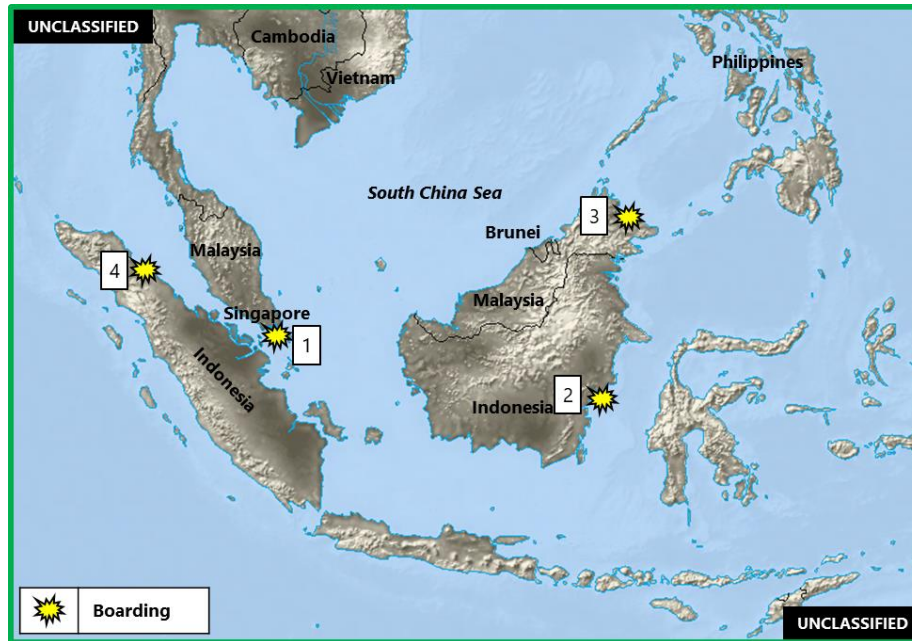 UNCLASSIFIED
Cambodia
Vietnam
Philippines
South China Sea
3
Brunei
Malaysia
4
Malaysia
Singapore
1
Indonesia
2
Indonesia
Boarding
UNCLASSIFIED